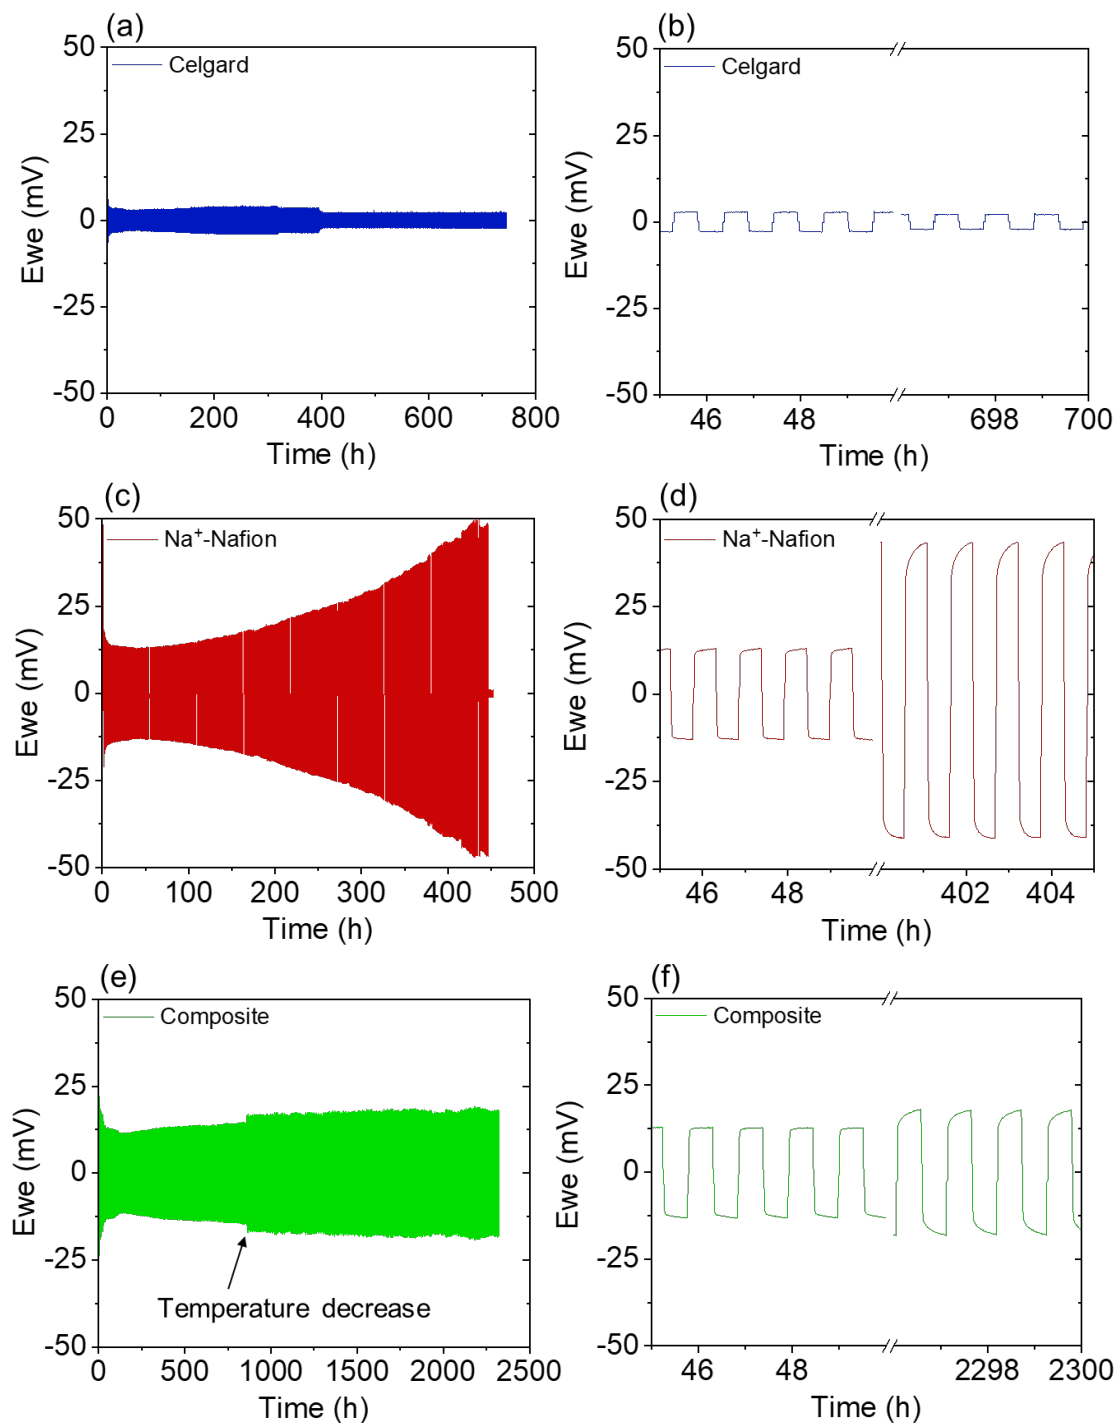 (a)
50
25
0
-25
-50
Ewe (mV)
Celgard
0 200 400 600 800
Time (h)
(b)
50
25
0
-25
-50
Ewe (mV)
Celgard
46 48 698 700
Time (h)
(c)
50
25
0
-25
-50
Ewe (mV)
Na⁺-Nafion
0 100 200 300 400 500
Time (h)
(d)
50
25
0
-25
-50
Ewe (mV)
Na⁺-Nafion
46 48 402 404
Time (h)
(e)
50
25
0
-25
-50
Ewe (mV)
Composite
Temperature decrease
0 500 1000 1500 2000 2500
Time (h)
(f)
50
25
0
-25
-50
Ewe (mV)
Composite
46 48 2298 2300
Time (h)